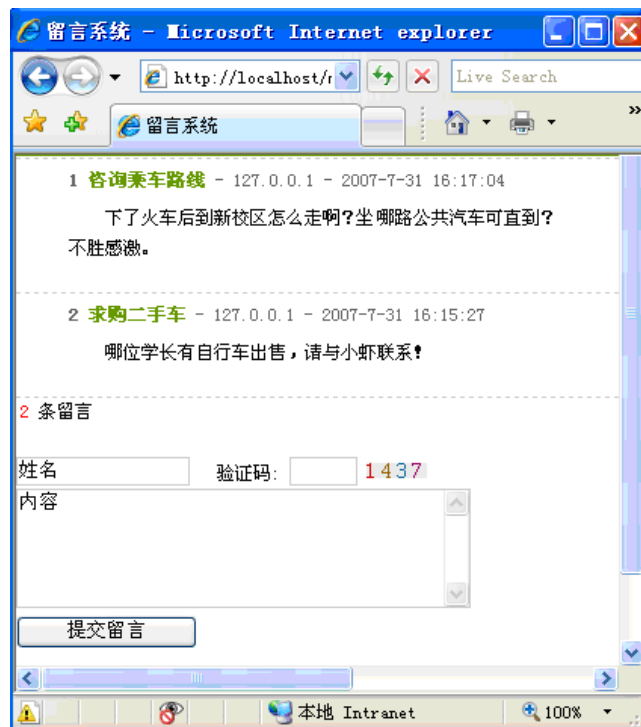 留言系统 - Microsoft Internet explorer
http://localhost/r
Live Search
留言系统
»
1 咨询乘车路线 - 127.0.0.1 - 2007-7-31 16:17:04
下了火车后到新校区怎么走啊?坐哪路公共汽车可直到?
不胜感激。
2 求购二手车 - 127.0.0.1 - 2007-7-31 16:15:27
哪位学长有自行车出售，请与小虾联系!
2 条留言
姓名 验证码: 1437
内容
提交留言
本地 Intranet 100%